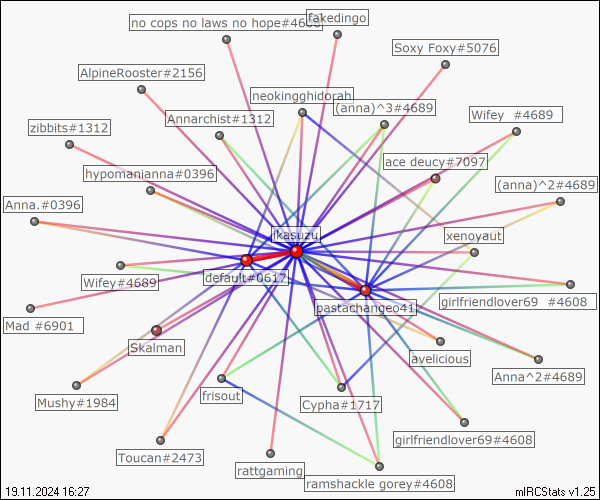 no cops no laws no hope#4608
fakedingo
Soxy Foxy#5076
AlpineRooster#2156
neokingghidorah
(anna)^3#4689
Annarchist#1312
Wifey  #4689
zibbits#1312
ace deucy#7097
hypomanianna#0396
(anna)^2#4689
Anna.#0396
ikasuzu
xenoyaut
Wifey#4689
default#0617
pastachangeo41
girlfriendlover69  #4608
Mad #6901
Skalman
avelicious
Anna^2#4689
Mushy#1984
frisout
Cypha#1717
girlfriendlover69#4608
Toucan#2473
rattgaming
ramshackle gorey#4608
19.11.2024 16:27
mIRCStats v1.25